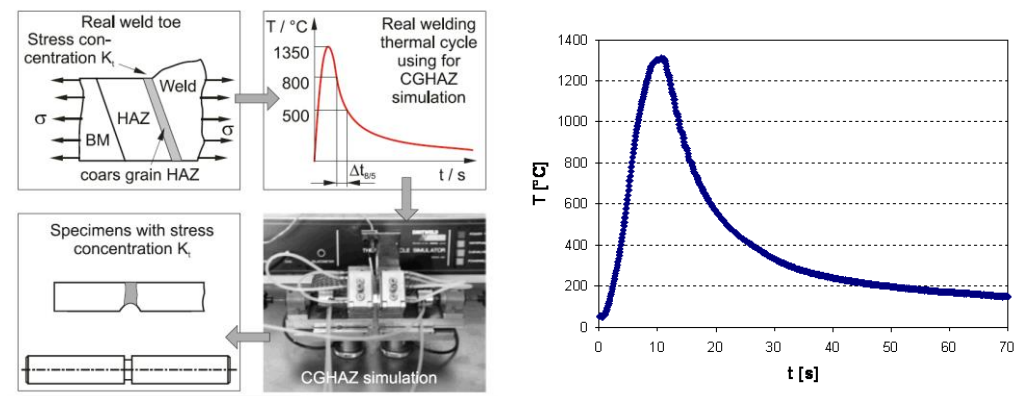 Real weld toe
Stress con-
centration Kt
Weld
HAZ
BM
σ
σ
coars grain HAZ
T / °C
1350
800
500
Real welding
thermal cycle
using for
CGHAZ
simulation
Δt8/5
t / s
Specimens with stress
concentration Kt
SIMULATOR
CGHAZ simulation
1400
1200
1000
800
600
400
200
0
T [°C]
0 10 20 30 40 50 60 70
t [s]